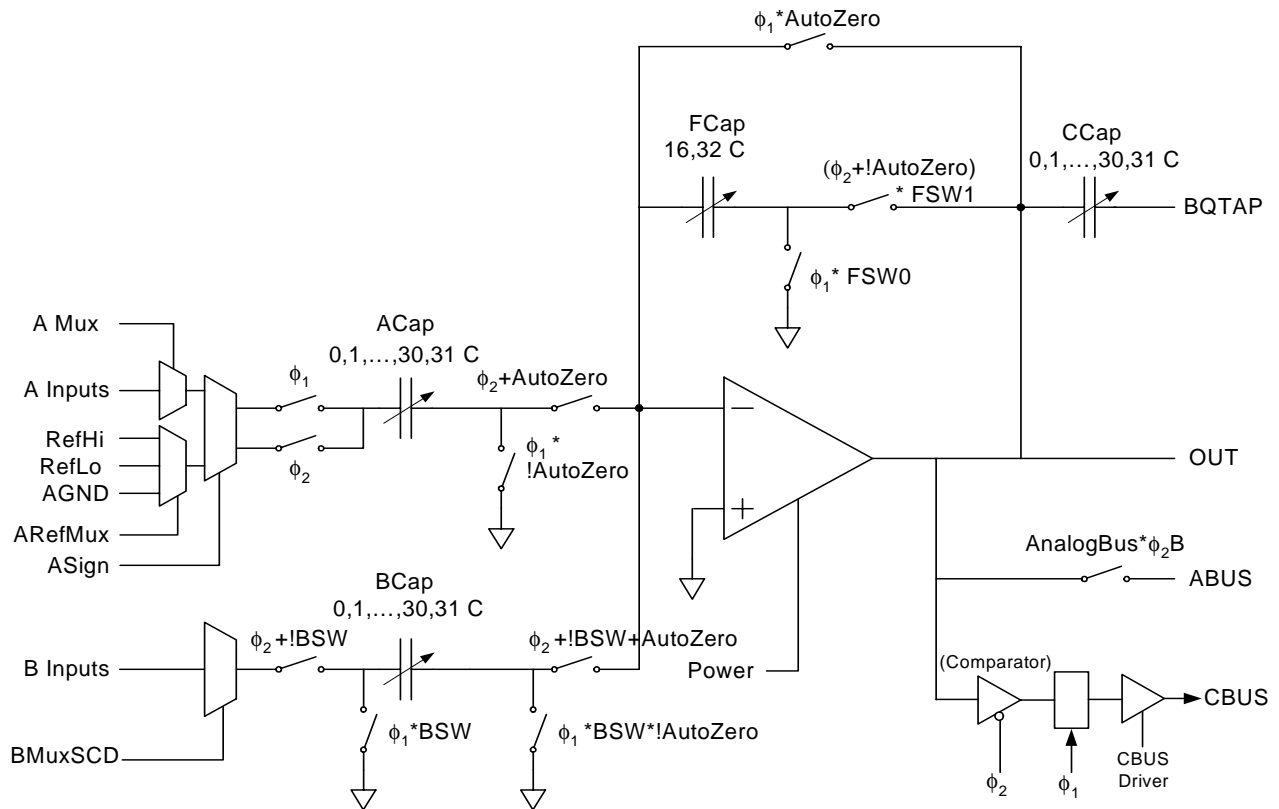 ϕ1*AutoZero
FCap
16,32 C
CCap
0,1,…,30,31 C
(ϕ2+!AutoZero)
* FSW1
BQTAP
ϕ1* FSW0
A Mux
ACap
0,1,…,30,31 C
A Inputs
ϕ1
ϕ2+AutoZero
RefHi
RefLo
AGND
ϕ2
ϕ1*
!AutoZero
ARefMux
ASign
−
+
OUT
AnalogBus*ϕ2B
ABUS
BCap
0,1,…,30,31 C
ϕ2+!BSW
ϕ2+!BSW+AutoZero
B Inputs
Power
(Comparator)
CBUS
ϕ1*BSW
ϕ1*BSW*!AutoZero
BMuxSCD
ϕ2
ϕ1
CBUS
Driver